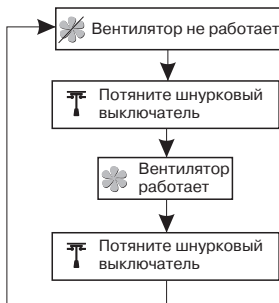 Вентилятор не работает
Потяните шнурковый
выключатель
Вентилятор
работает
Потяните шнурковый
выключатель